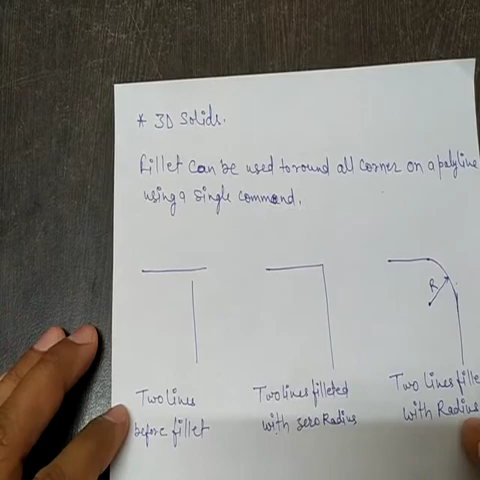 * 3D Solids.
Fillet can be used to round all corner on a polyline
using a single command.
R
Two lines
before fillet
Two lines filleted
with zero Radius
Two lines fille
with Radius